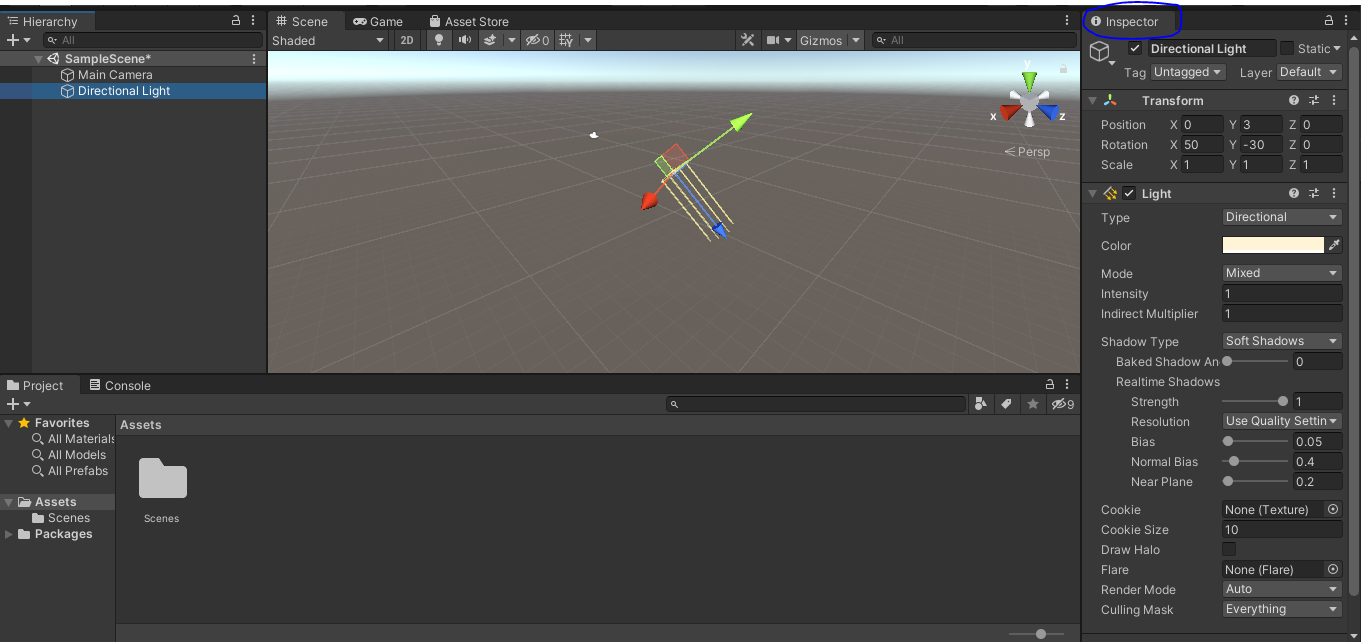 Hierarchy
All
SampleScene*
Main Camera
Directional Light
Scene
Game
Asset Store
Shaded
2D
0
Gizmos
All
y
x
z
Persp
Inspector
Directional Light
Static
Tag
Untagged
Layer
Default
Transform
Position
X 0
Y 3
Z 0
Rotation
X 50
Y -30
Z 0
Scale
X 1
Y 1
Z 1
Light
Type
Directional
Color
Mode
Mixed
Intensity
1
Indirect Multiplier
1
Shadow Type
Soft Shadows
Baked Shadow An
0
Realtime Shadows
Strength
1
Resolution
Use Quality Settin
Bias
0.05
Normal Bias
0.4
Near Plane
0.2
Cookie
None (Texture)
Cookie Size
10
Draw Halo
Flare
None (Flare)
Render Mode
Auto
Culling Mask
Everything
Project
Console
9
Favorites
All Materials
All Models
All Prefabs
Assets
Scenes
Packages
Assets
Scenes